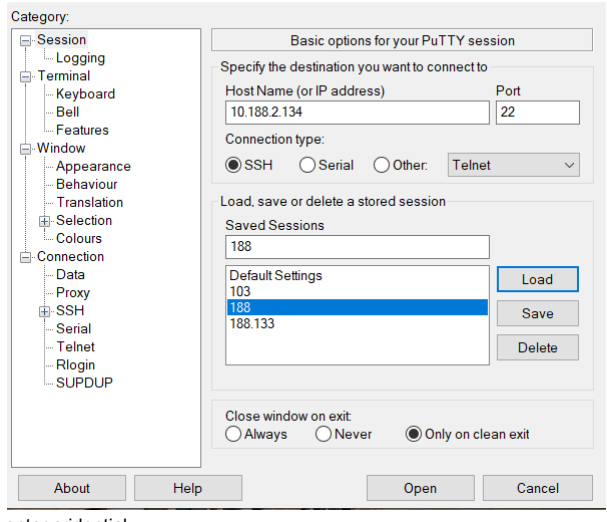 Category:
Session
Logging
Terminal
Keyboard
Bell
Features
Window
Appearance
Behaviour
Translation
Selection
Colours
Connection
Data
Proxy
SSH
Serial
Telnet
Rlogin
SUPDUP
Basic options for your PuTTY session
Specify the destination you want to connect to
Host Name (or IP address) Port
10.188.2.134 22
Connection type:
SSH Serial Other: Telnet
Load, save or delete a stored session
Saved Sessions
188
Default Settings
103
188
188.133
Load
Save
Delete
Close window on exit:
Always Never Only on clean exit
About Help Open Cancel